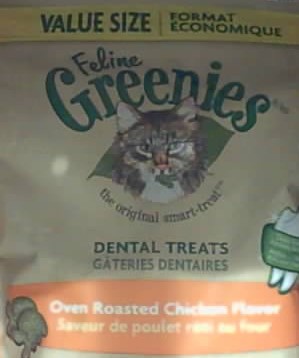 VALUE SIZE
FORMAT ÉCONOMIQUE
Feline
Greenies
the original smart-treat™
DENTAL TREATS
GÂTERIES DENTAIRES
Oven Roasted Chicken Flavor
Saveur de poulet rôti au four